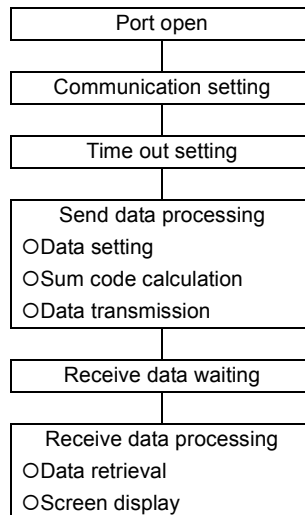 Port open
Communication setting
Time out setting
Send data processing
○Data setting
○Sum code calculation
○Data transmission
Receive data waiting
Receive data processing
○Data retrieval
○Screen display